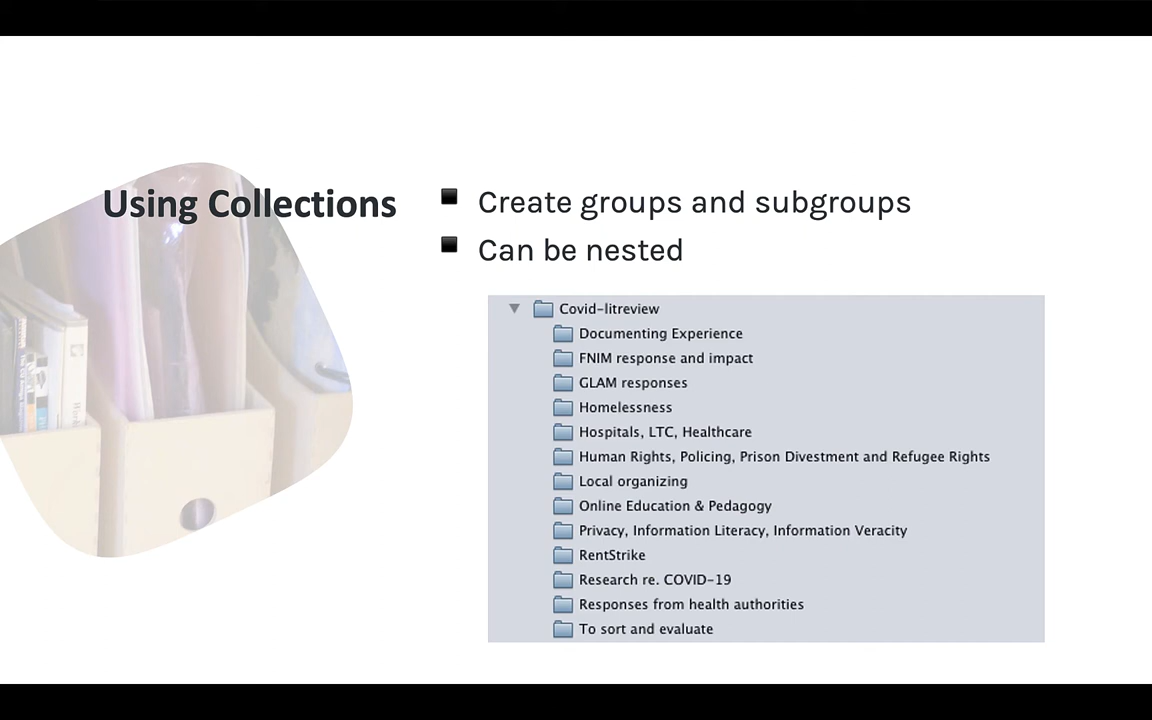 Using Collections
Create groups and subgroups
Can be nested
Covid-litreview
Documenting Experience
FNIM response and impact
GLAM responses
Homelessness
Hospitals, LTC, Healthcare
Human Rights, Policing, Prison Divestment and Refugee Rights
Local organizing
Online Education & Pedagogy
Privacy, Information Literacy, Information Veracity
RentStrike
Research re. COVID-19
Responses from health authorities
To sort and evaluate